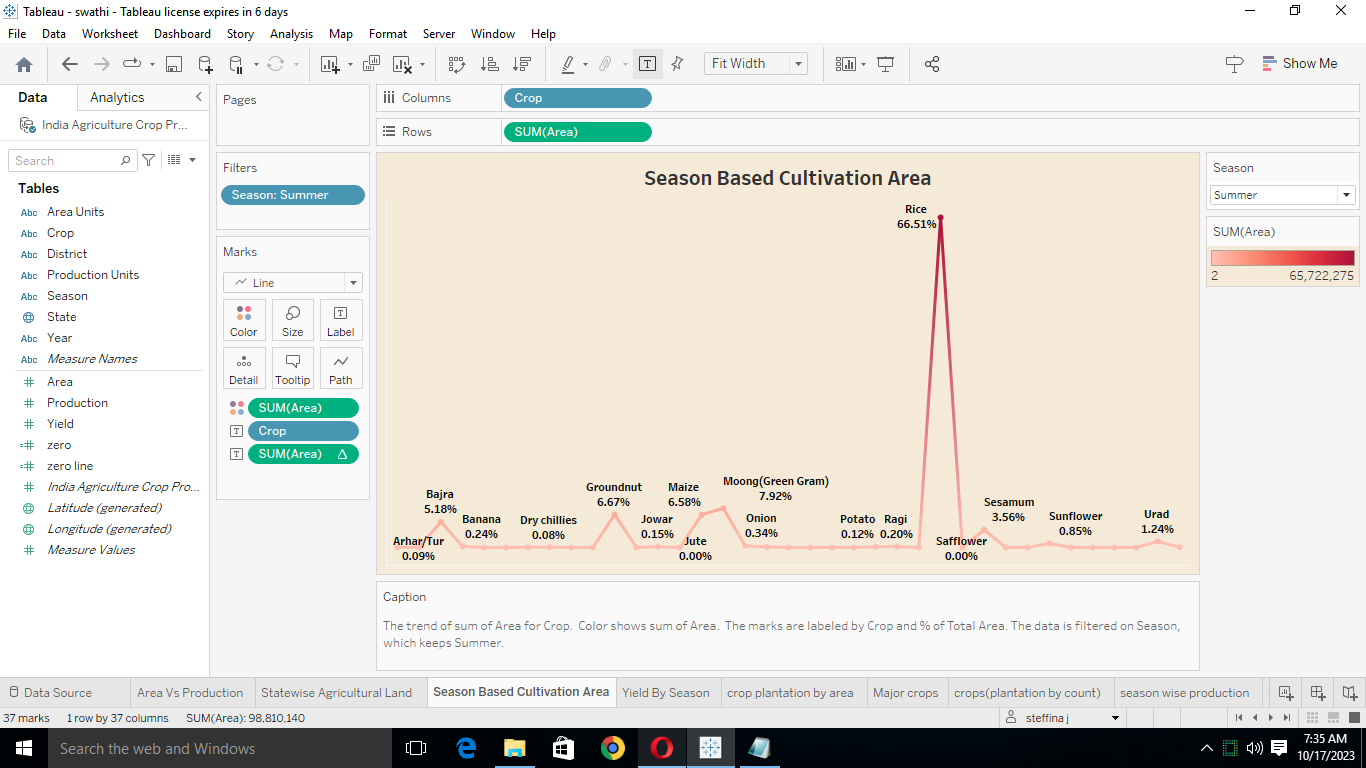 Tableau - swathi - Tableau license expires in 6 days
File Data Worksheet Dashboard Story Analysis Map Format Server Window Help
Fit Width
Show Me
Data Analytics
India Agriculture Crop Pr...
Search
Tables
Abc Area Units
Abc Crop
Abc District
Abc Production Units
Abc Season
State
Abc Year
Abc Measure Names
Area
Production
Yield
zero
zero line
India Agriculture Crop Pro...
Latitude (generated)
Longitude (generated)
Measure Values
Pages
Filters
Season: Summer
Marks
Line
Color Size Label
Detail Tooltip Path
SUM(Area)
Crop
SUM(Area)
Columns Crop
Rows SUM(Area)
Season Based Cultivation Area
Rice
66.51%
Bajra
5.18%
Arhar/Tur
0.09%
Banana
0.24%
Dry chillies
0.08%
Groundnut
6.67%
Jowar
0.15%
Maize
6.58%
Jute
0.00%
Moong(Green Gram)
7.92%
Onion
0.34%
Potato
0.12%
Ragi
0.20%
Safflower
0.00%
Sesamum
3.56%
Sunflower
0.85%
Urad
1.24%
Caption
The trend of sum of Area for Crop. Color shows sum of Area. The marks are labeled by Crop and % of Total Area. The data is filtered on Season,
which keeps Summer.
Season
Summer
SUM(Area)
2 65,722,275
Data Source Area Vs Production Statewise Agricultural Land Season Based Cultivation Area Yield By Season crop plantation by area Major crops crops(plantation by count) season wise production
37 marks 1 row by 37 columns SUM(Area): 98,810,140
steffina j
Search the web and Windows
7:35 AM
10/17/2023